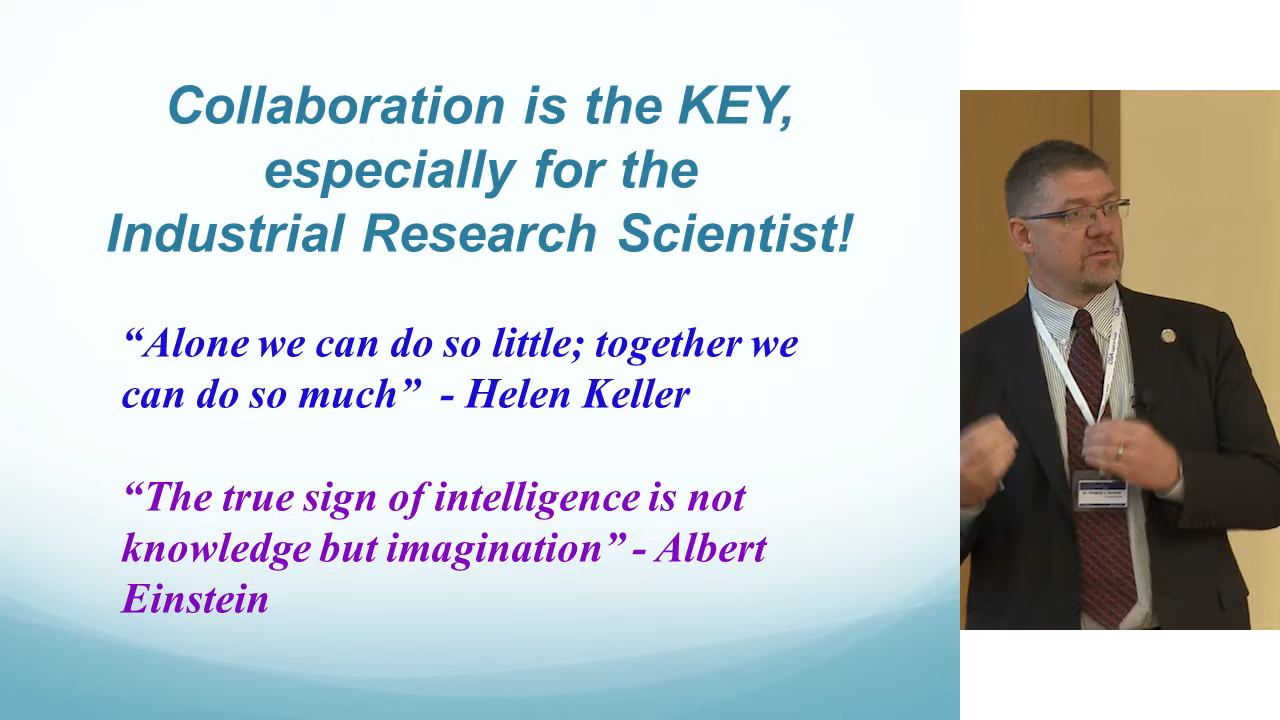 Collaboration is the KEY,
especially for the
Industrial Research Scientist!
“Alone we can do so little; together we
can do so much”  - Helen Keller
“The true sign of intelligence is not
knowledge but imagination” - Albert
Einstein